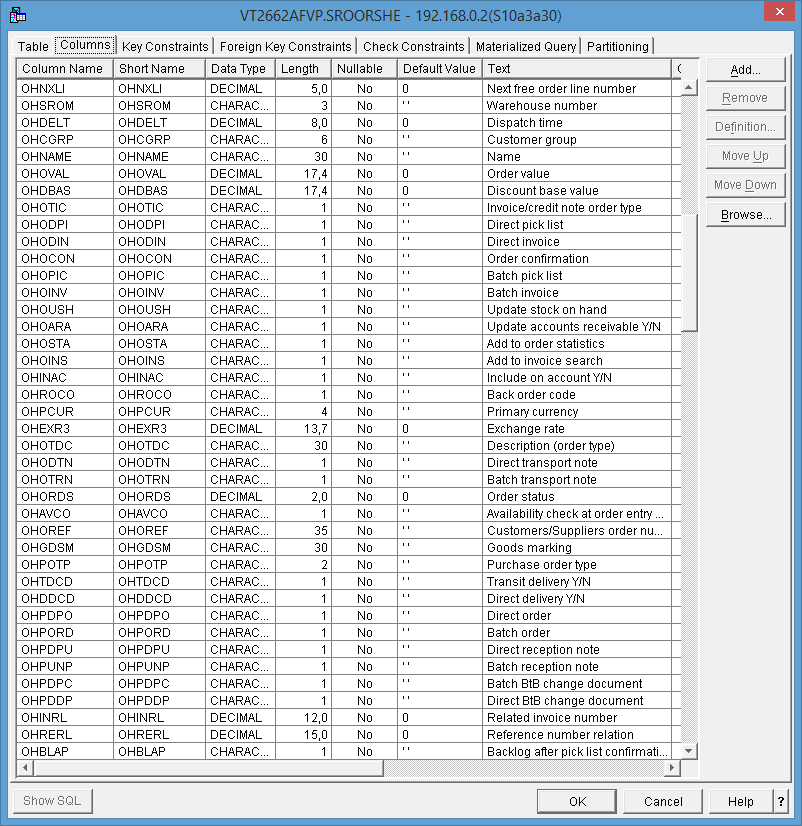 VT2662AFVP.SROORSHE - 192.168.0.2(S10a3a30)
Table Columns Key Constraints Foreign Key Constraints Check Constraints Materialized Query Partitioning
Column Name Short Name Data Type Length Nullable Default Value Text C
OHNXLI OHNXLI DECIMAL 5,0 No 0 Next free order line number
OHSROM OHSROM CHARAC... 3 No ' ' Warehouse number
OHDELT OHDELT DECIMAL 8,0 No 0 Dispatch time
OHCGRP OHCGRP CHARAC... 6 No ' ' Customer group
OHNAME OHNAME CHARAC... 30 No ' ' Name
OHOVAL OHOVAL DECIMAL 17,4 No 0 Order value
OHDBAS OHDBAS DECIMAL 17,4 No 0 Discount base value
OHOTIC OHOTIC CHARAC... 1 No ' ' Invoice/credit note order type
OHODPI OHODPI CHARAC... 1 No ' ' Direct pick list
OHODIN OHODIN CHARAC... 1 No ' ' Direct invoice
OHOCON OHOCON CHARAC... 1 No ' ' Order confirmation
OHOPIC OHOPIC CHARAC... 1 No ' ' Batch pick list
OHOINV OHOINV CHARAC... 1 No ' ' Batch invoice
OHOUSH OHOUSH CHARAC... 1 No ' ' Update stock on hand
OHOARA OHOARA CHARAC... 1 No ' ' Update accounts receivable Y/N
OHOSTA OHOSTA CHARAC... 1 No ' ' Add to order statistics
OHOINS OHOINS CHARAC... 1 No ' ' Add to invoice search
OHINAC OHINAC CHARAC... 1 No ' ' Include on account Y/N
OHROCO OHROCO CHARAC... 1 No ' ' Back order code
OHPCUR OHPCUR CHARAC... 4 No ' ' Primary currency
OHEXR3 OHEXR3 DECIMAL 13,7 No 0 Exchange rate
OHOTDC OHOTDC CHARAC... 30 No ' ' Description (order type)
OHODTN OHODTN CHARAC... 1 No ' ' Direct transport note
OHOTRN OHOTRN CHARAC... 1 No ' ' Batch transport note
OHORDS OHORDS DECIMAL 2,0 No 0 Order status
OHAVCO OHAVCO CHARAC... 1 No ' ' Availability check at order entry ...
OHOREF OHOREF CHARAC... 35 No ' ' Customers/Suppliers order nu...
OHGDSM OHGDSM CHARAC... 30 No ' ' Goods marking
OHPOTP OHPOTP CHARAC... 2 No ' ' Purchase order type
OHTDCD OHTDCD CHARAC... 1 No ' ' Transit delivery Y/N
OHDDCD OHDDCD CHARAC... 1 No ' ' Direct delivery Y/N
OHPDPO OHPDPO CHARAC... 1 No ' ' Direct order
OHPORD OHPORD CHARAC... 1 No ' ' Batch order
OHPDPU OHPDPU CHARAC... 1 No ' ' Direct reception note
OHPUNP OHPUNP CHARAC... 1 No ' ' Batch reception note
OHPDPC OHPDPC CHARAC... 1 No ' ' Batch BtB change document
OHPDDP OHPDDP CHARAC... 1 No ' ' Direct BtB change document
OHINRL OHINRL DECIMAL 12,0 No 0 Related invoice number
OHRERL OHRERL DECIMAL 15,0 No 0 Reference number relation
OHBLAP OHBLAP CHARAC... 1 No ' ' Backlog after pick list confirmati...
Add...
Remove
Definition...
Move Up
Move Down
Browse...
Show SQL OK Cancel Help ?